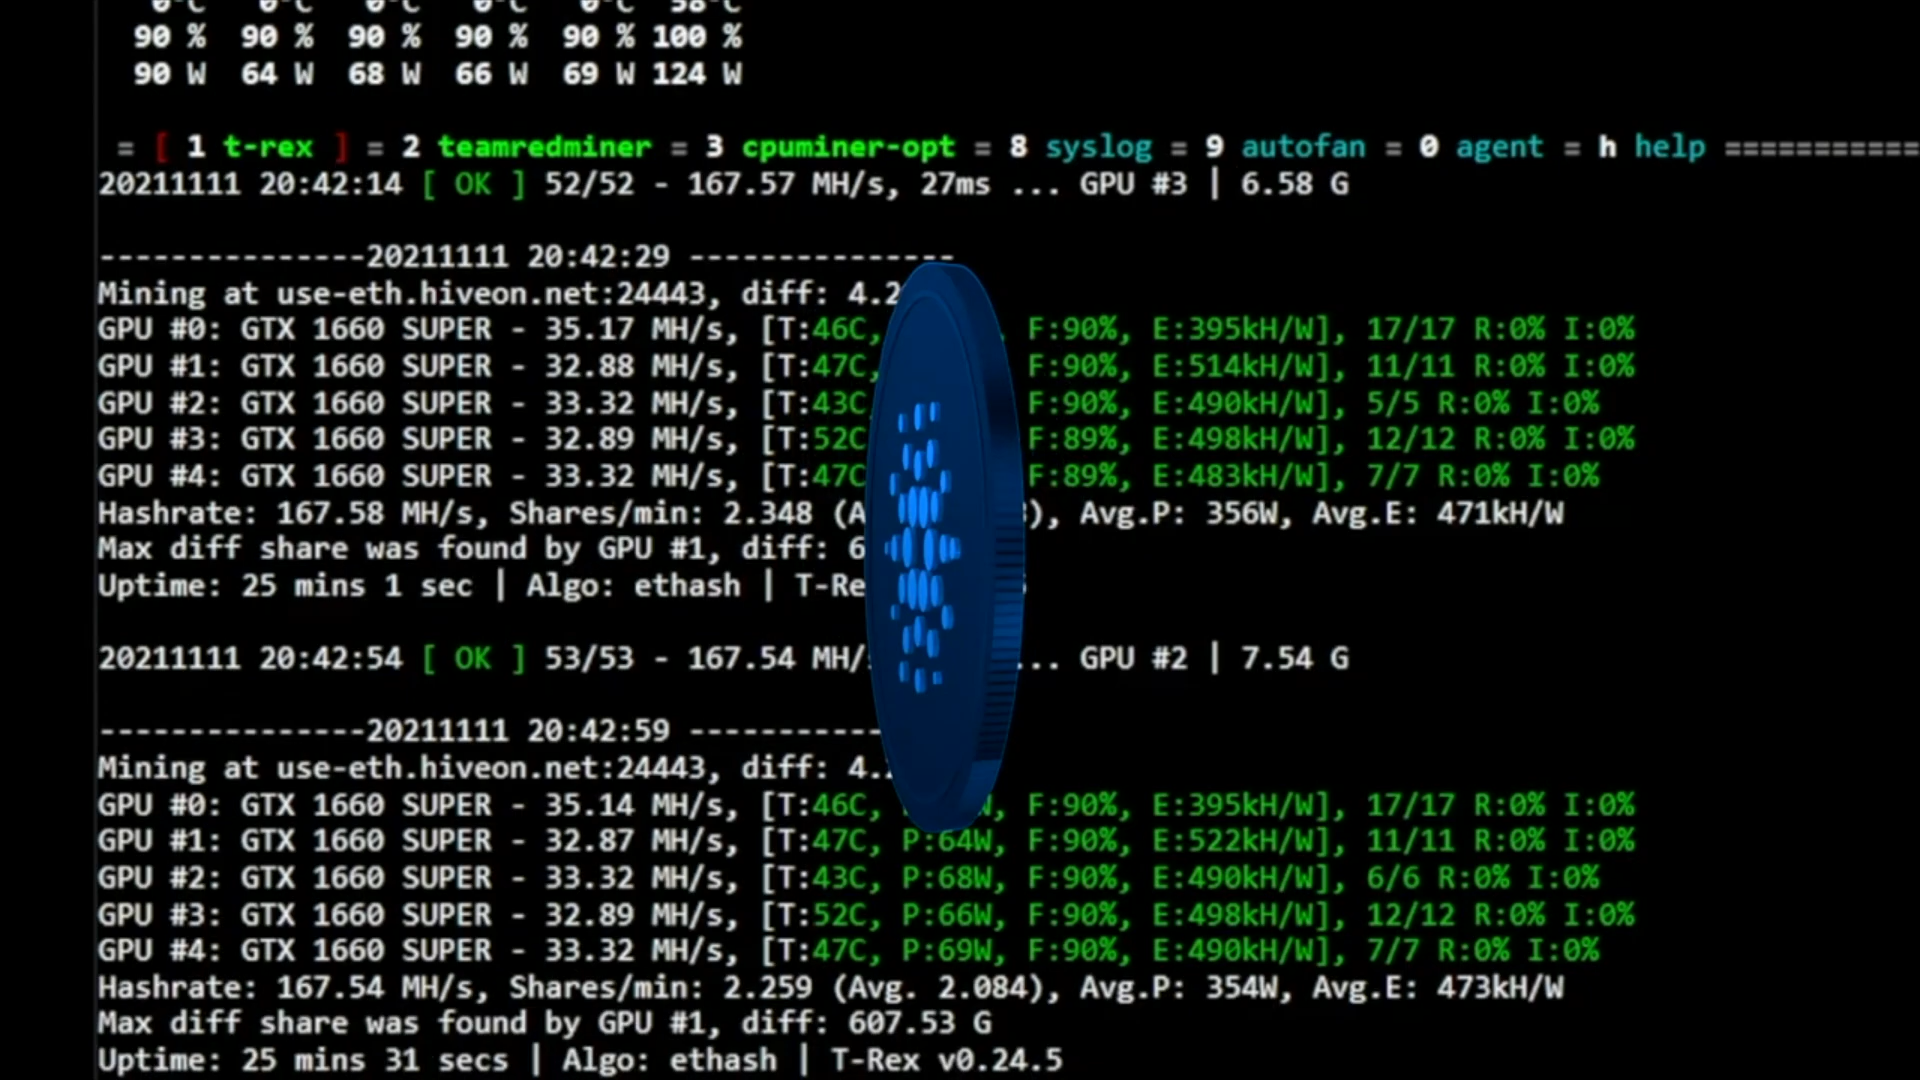 0°C 0°C 0°C 0°C 0°C 58°C
90 % 90 % 90 % 90 % 90 % 100 %
90 W 64 W 68 W 66 W 69 W 124 W
= [ 1 t-rex ] = 2 teamredminer = 3 cpuminer-opt = 8 syslog = 9 autofan = 0 agent = h help ===========
20211111 20:42:14 [ OK ] 52/52 - 167.57 MH/s, 27ms ... GPU #3 | 6.58 G
---------------20211111 20:42:29 ---------------
Mining at use-eth.hiveon.net:24443, diff: 4.2
GPU #0: GTX 1660 SUPER - 35.17 MH/s, [T:46C, F:90%, E:395kH/W], 17/17 R:0% I:0%
GPU #1: GTX 1660 SUPER - 32.88 MH/s, [T:47C, F:90%, E:514kH/W], 11/11 R:0% I:0%
GPU #2: GTX 1660 SUPER - 33.32 MH/s, [T:43C F:90%, E:490kH/W], 5/5 R:0% I:0%
GPU #3: GTX 1660 SUPER - 32.89 MH/s, [T:52C F:89%, E:498kH/W], 12/12 R:0% I:0%
GPU #4: GTX 1660 SUPER - 33.32 MH/s, [T:47C F:89%, E:483kH/W], 7/7 R:0% I:0%
Hashrate: 167.58 MH/s, Shares/min: 2.348 ), Avg.P: 356W, Avg.E: 471kH/W
Max diff share was found by GPU #1, diff: 6
Uptime: 25 mins 1 sec | Algo: ethash | T-Re
20211111 20:42:54 [ OK ] 53/53 - 167.54 MH/ ... GPU #2 | 7.54 G
---------------20211111 20:42:59 -----------
Mining at use-eth.hiveon.net:24443, diff: 4.
GPU #0: GTX 1660 SUPER - 35.14 MH/s, [T:46C, W, F:90%, E:395kH/W], 17/17 R:0% I:0%
GPU #1: GTX 1660 SUPER - 32.87 MH/s, [T:47C, P:64W, F:90%, E:522kH/W], 11/11 R:0% I:0%
GPU #2: GTX 1660 SUPER - 33.32 MH/s, [T:43C, P:68W, F:90%, E:490kH/W], 6/6 R:0% I:0%
GPU #3: GTX 1660 SUPER - 32.89 MH/s, [T:52C, P:66W, F:90%, E:498kH/W], 12/12 R:0% I:0%
GPU #4: GTX 1660 SUPER - 33.32 MH/s, [T:47C, P:69W, F:90%, E:490kH/W], 7/7 R:0% I:0%
Hashrate: 167.54 MH/s, Shares/min: 2.259 (Avg. 2.084), Avg.P: 354W, Avg.E: 473kH/W
Max diff share was found by GPU #1, diff: 607.53 G
Uptime: 25 mins 31 secs | Algo: ethash | T-Rex v0.24.5